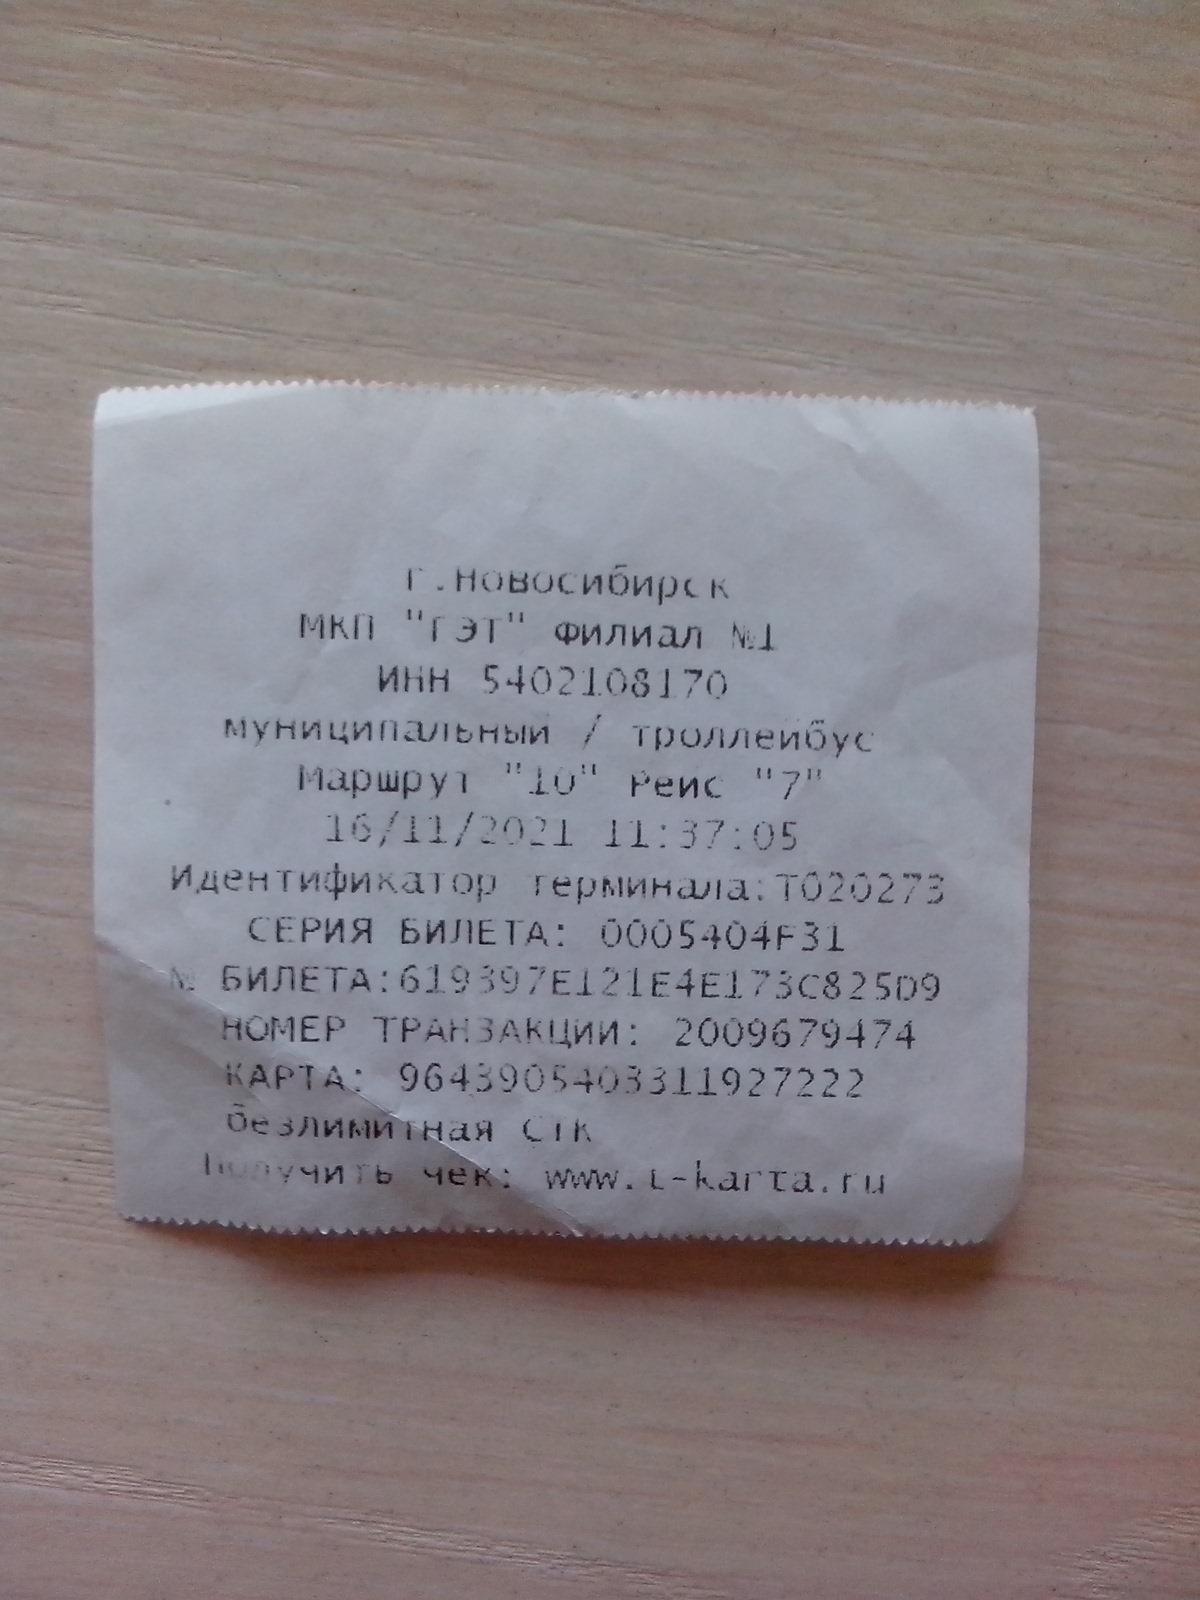 г.Новосибирск
МКП "ГЭТ" Филиал №1
ИНН 5402108170
муниципальный / троллейбус
Маршрут "10" Рейс "7"
16/11/2021 11:37:05
Идентификатор терминала:T020273
СЕРИЯ БИЛЕТА: 0005404F31
№ БИЛЕТА:619397E121E4E173C825D9
НОМЕР ТРАНЗАКЦИИ: 2009679474
КАРТА: 9643905403311927222
безлимитная СТК
Получить чек: www.t-karta.ru